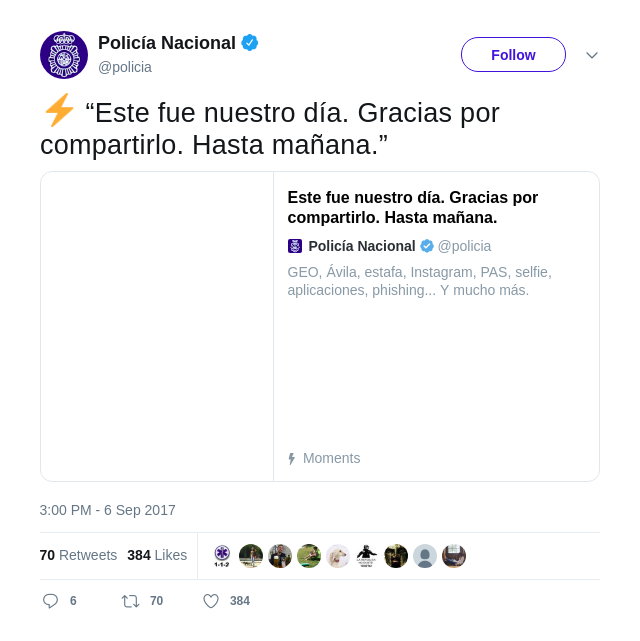 Policía Nacional
@policia
Follow
“Este fue nuestro día. Gracias por
compartirlo. Hasta mañana.”
Este fue nuestro día. Gracias por
compartirlo. Hasta mañana.
Policía Nacional @policia
GEO, Ávila, estafa, Instagram, PAS, selfie,
aplicaciones, phishing... Y mucho más.
Moments
3:00 PM - 6 Sep 2017
70 Retweets 384 Likes
1-1-2
6 70 384